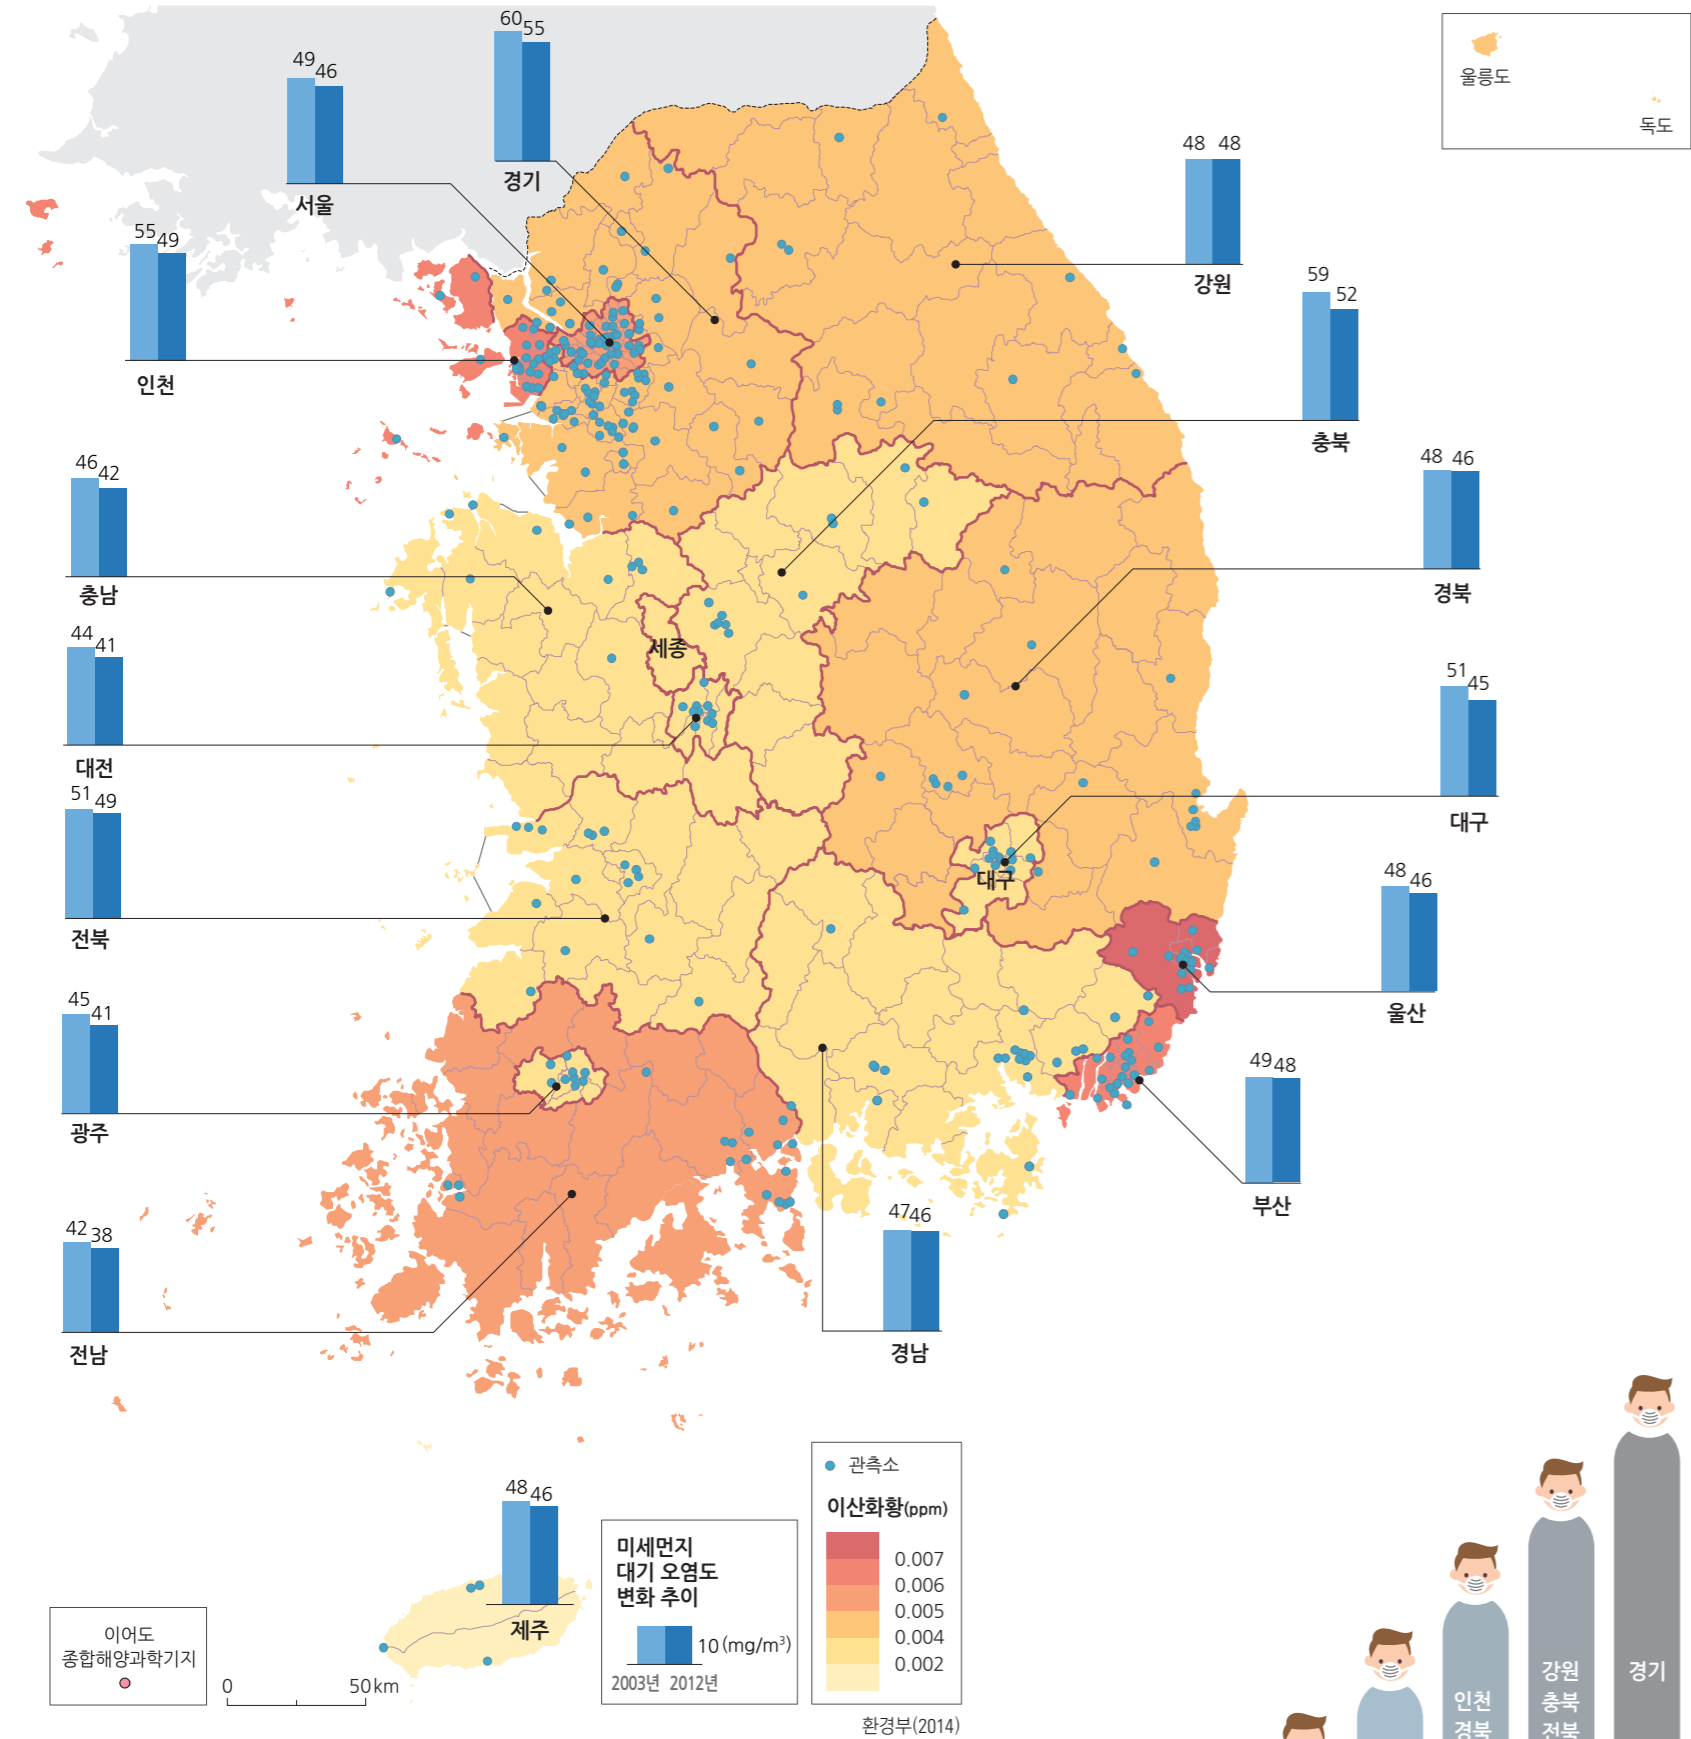 60 55
경기
49 46
서울
울릉도
독도
48 48
강원
55 49
인천
59 52
충북
46 42
충남
48 46
경북
세종
44 41
대전
51 45
대구
대구
51 49
전북
48 46
울산
45 41
광주
49 48
부산
42 38
전남
47 46
경남
48 46
제주
미세먼지
대기 오염도
변화 추이
10 (mg/m³)
2003년 2012년
관측소
이산화황(ppm)
0.007
0.006
0.005
0.004
0.002
환경부(2014)
이어도
종합해양과학기지
0 50km
인천
경북
강원
충북
전북
경기